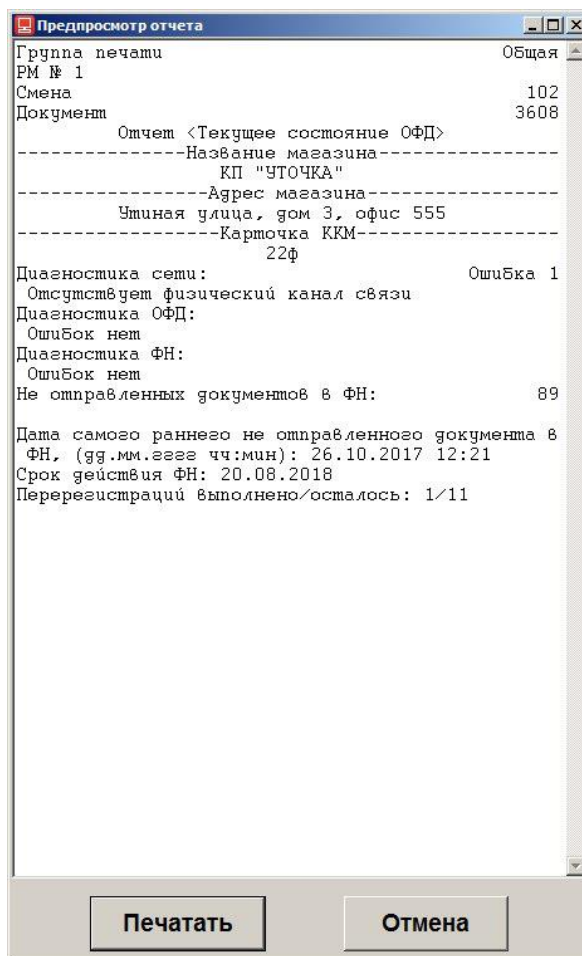 Предпросмотр отчета
Группа печати Общая
РМ № 1
Смена 102
Документ 3608
Отчет <Текущее состояние ОФД>
---------------Название магазина----------------
КП "УТОЧКА"
-----------------Адрес магазина-----------------
Утиная улица, дом 3, офис 555
------------------Карточка ККМ------------------
22ф
Диагностика сети: Ошибка 1
Отсутствует физический канал связи
Диагностика ОФД:
Ошибок нет
Диагностика ФН:
Ошибок нет
Не отправленных документов в ФН: 89
Дата самого раннего не отправленного документа в
ФН, (дд.мм.гггг чч:мин): 26.10.2017 12:21
Срок действия ФН: 20.08.2018
Перерегистраций выполнено/осталось: 1/11
Печатать Отмена